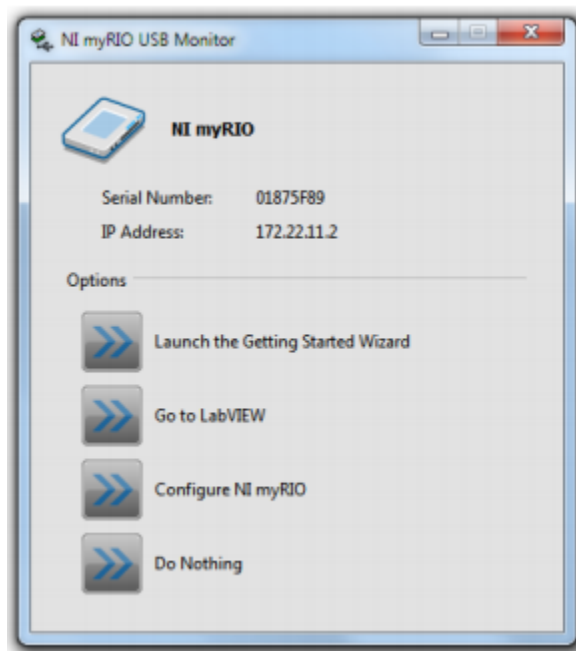 NI myRIO USB Monitor
NI myRIO
Serial Number: 01875F89
IP Address: 172.22.11.2
Options
Launch the Getting Started Wizard
Go to LabVIEW
Configure NI myRIO
Do Nothing